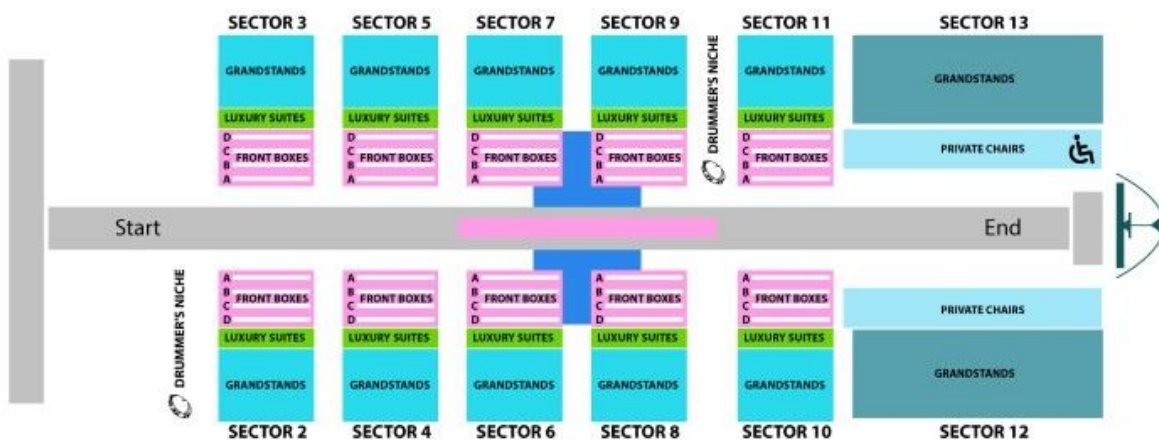 SECTOR 3 SECTOR 5 SECTOR 7 SECTOR 9 SECTOR 11 SECTOR 13
GRANDSTANDS GRANDSTANDS GRANDSTANDS GRANDSTANDS GRANDSTANDS GRANDSTANDS
DRUMMER'S NICHE
LUXURY SUITES LUXURY SUITES LUXURY SUITES LUXURY SUITES LUXURY SUITES
D D D D D
C C C C C
FRONT BOXES FRONT BOXES FRONT BOXES FRONT BOXES FRONT BOXES PRIVATE CHAIRS
B B B B B
A A A A A
Start End
A A A A A
B B B B B
FRONT BOXES FRONT BOXES FRONT BOXES FRONT BOXES FRONT BOXES PRIVATE CHAIRS
C C C C C
D D D D D
DRUMMER'S NICHE
LUXURY SUITES LUXURY SUITES LUXURY SUITES LUXURY SUITES LUXURY SUITES
GRANDSTANDS GRANDSTANDS GRANDSTANDS GRANDSTANDS GRANDSTANDS GRANDSTANDS
SECTOR 2 SECTOR 4 SECTOR 6 SECTOR 8 SECTOR 10 SECTOR 12